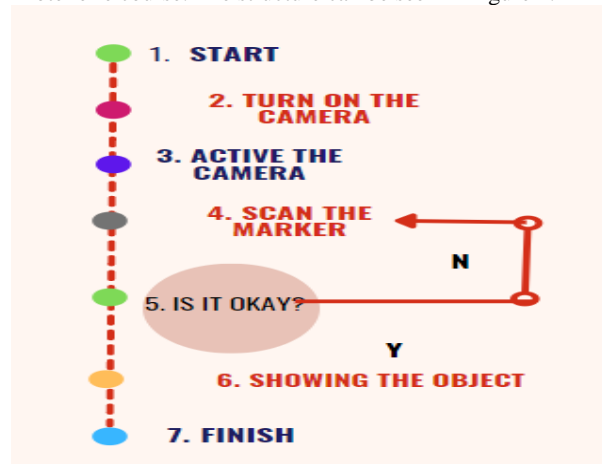 1. START
2. TURN ON THE
CAMERA
3. ACTIVE THE
CAMERA
4. SCAN THE
MARKER
N
5. IS IT OKAY?
Y
6. SHOWING THE OBJECT
7. FINISH